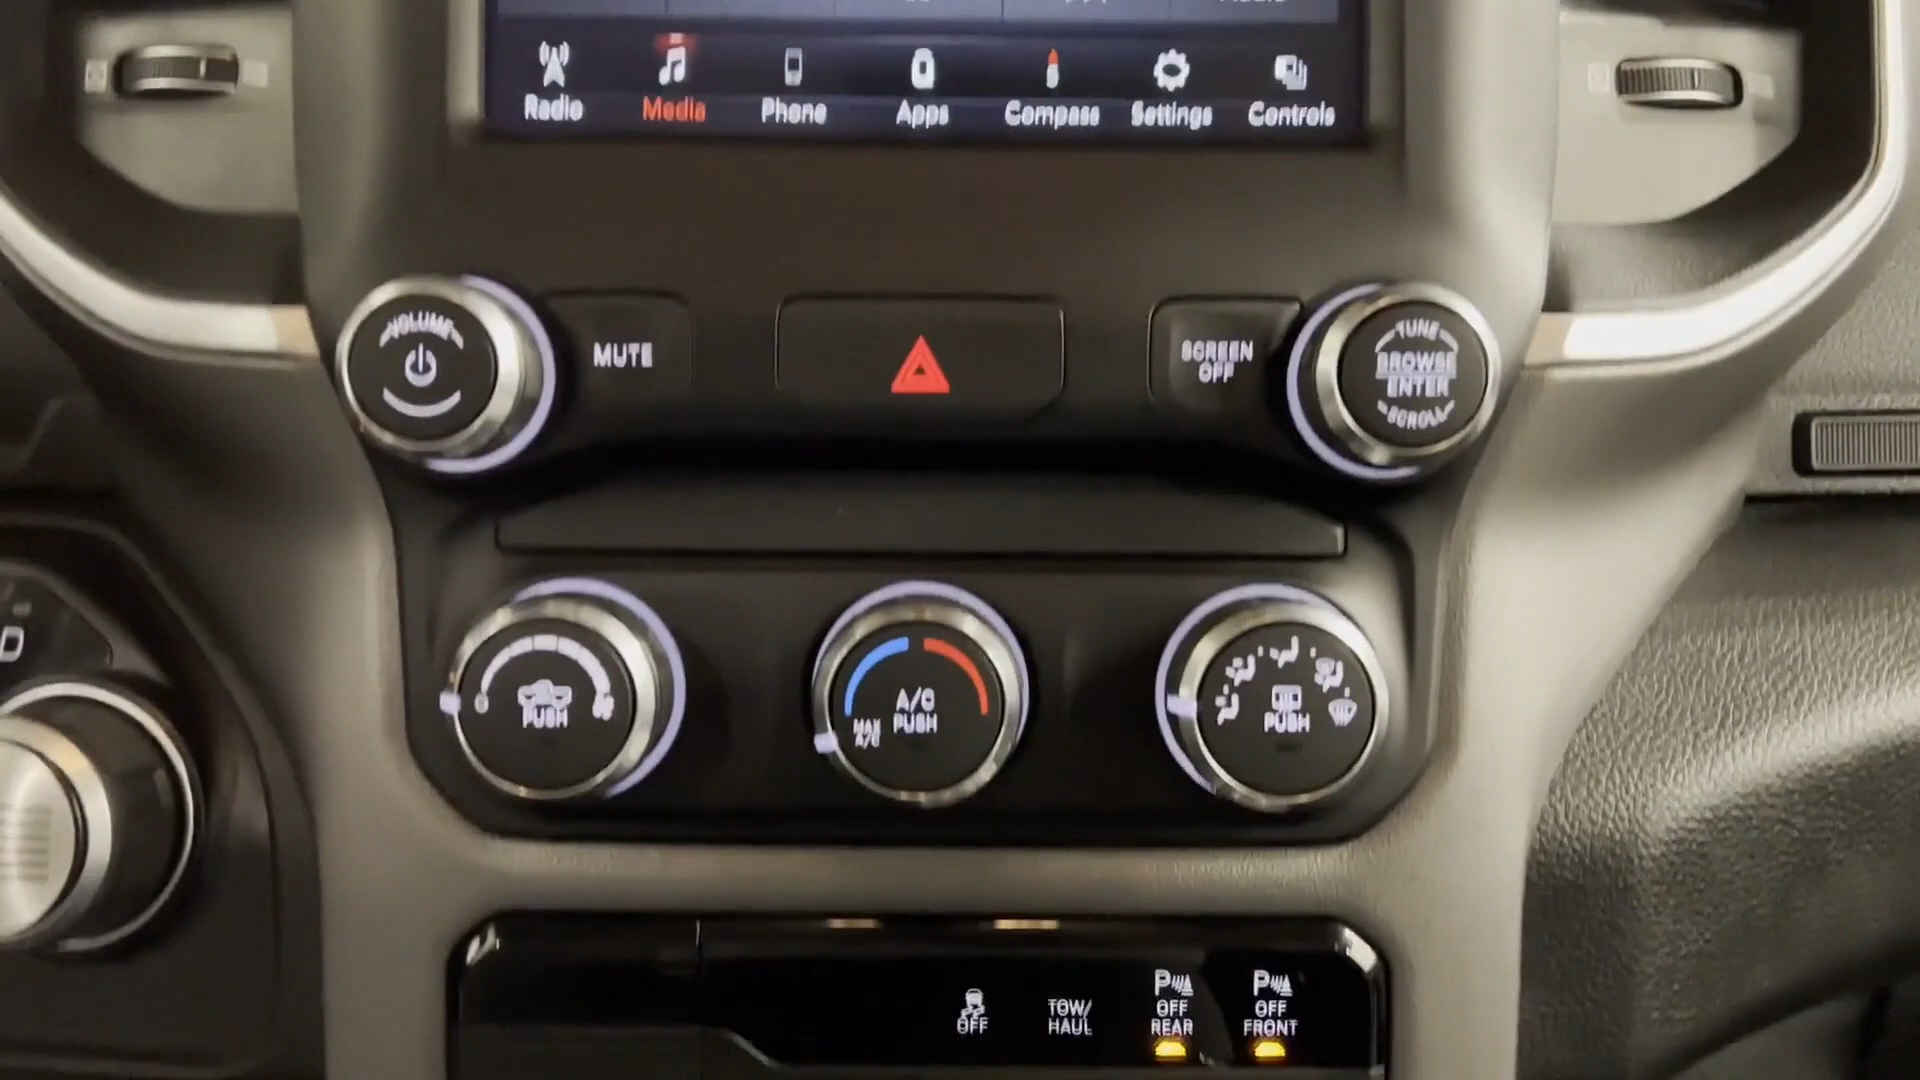 Radio Media Phone Apps Compass Settings Controls
VOLUME
MUTE
SCREEN
OFF
TUNE
BROWSE
ENTER
SCROLL
D
PUSH
A/C
PUSH
MAX
A/C
PUSH
OFF
TOW/
HAUL
P
OFF
REAR
P
OFF
FRONT